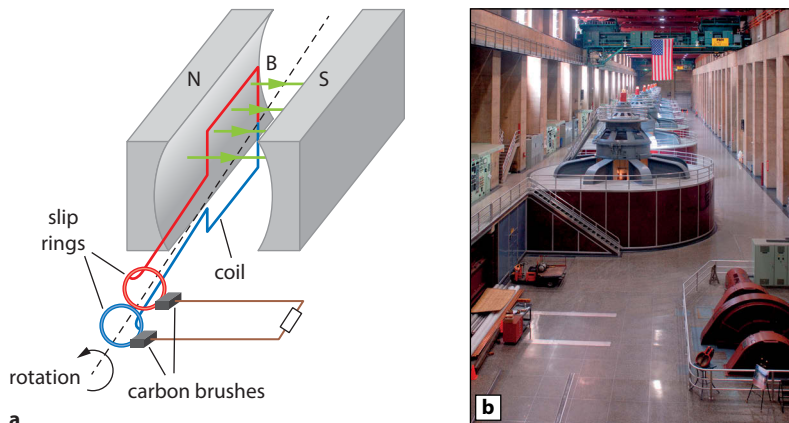 N
B
S
slip
rings
coil
rotation
carbon brushes
a
b